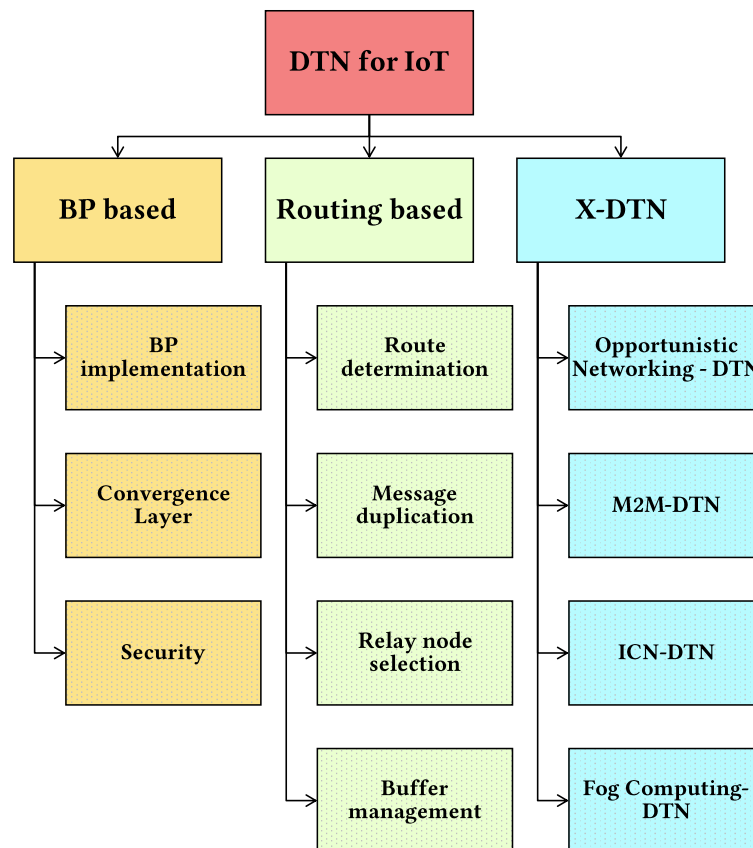 DTN for IoT
BP based
Routing based
X-DTN
BP
implementation
Route
determination
Opportunistic
Networking - DTN
Convergence
Layer
Message
duplication
M2M-DTN
Security
Relay node
selection
ICN-DTN
Buffer
management
Fog Computing-
DTN